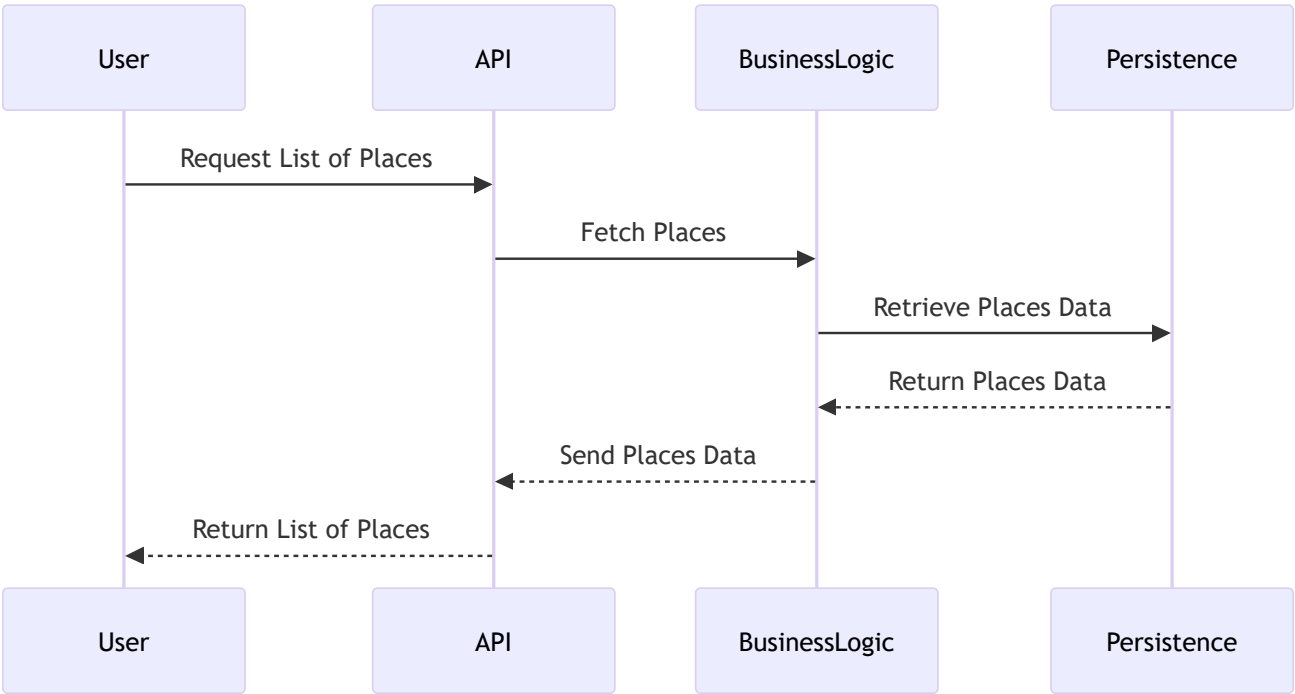 User
API
BusinessLogic
Persistence
Request List of Places
Fetch Places
Retrieve Places Data
Return Places Data
Send Places Data
Return List of Places
User
API
BusinessLogic
Persistence